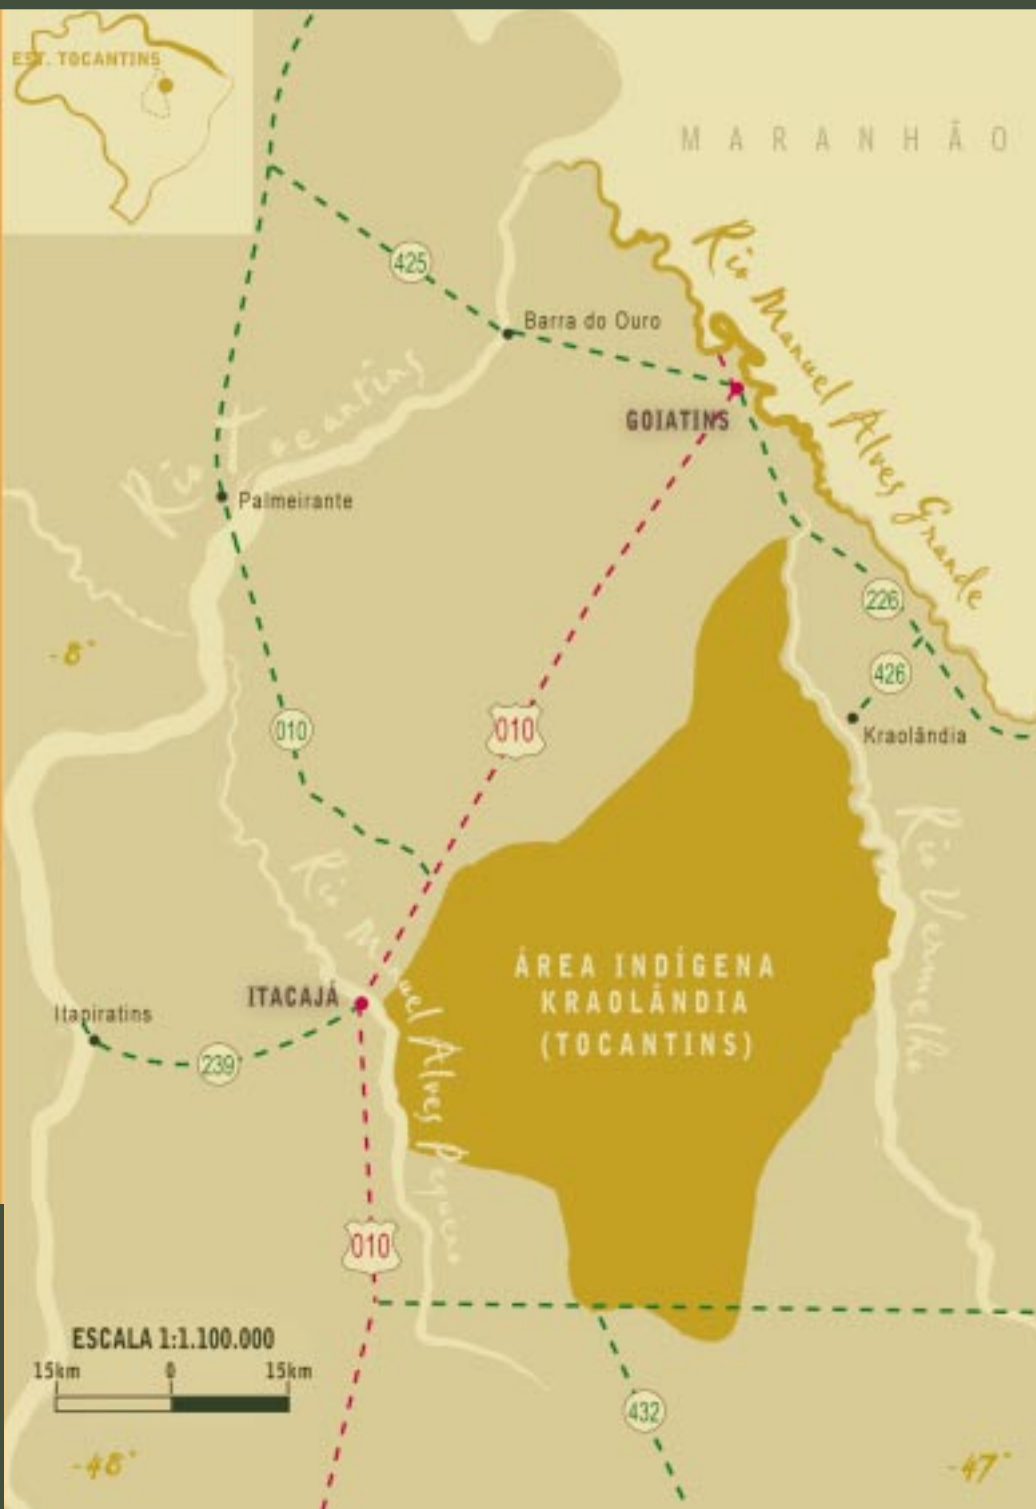 EST. TOCANTINS
MARANHÃO
425
Barra do Ouro
Rio Manuel Alves Grande
GOIATINS
Rio Tocantins
Palmeirante
226
-8°
426
010
010
Kraolândia
Rio Vermelho
ÁREA INDÍGENA
KRAOLÂNDIA
(TOCANTINS)
ITACAJÁ
Rio Manuel Alves
Itapiratins
239
010
ESCALA 1:1.100.000
15km 0 15km
432
-48°
-47°